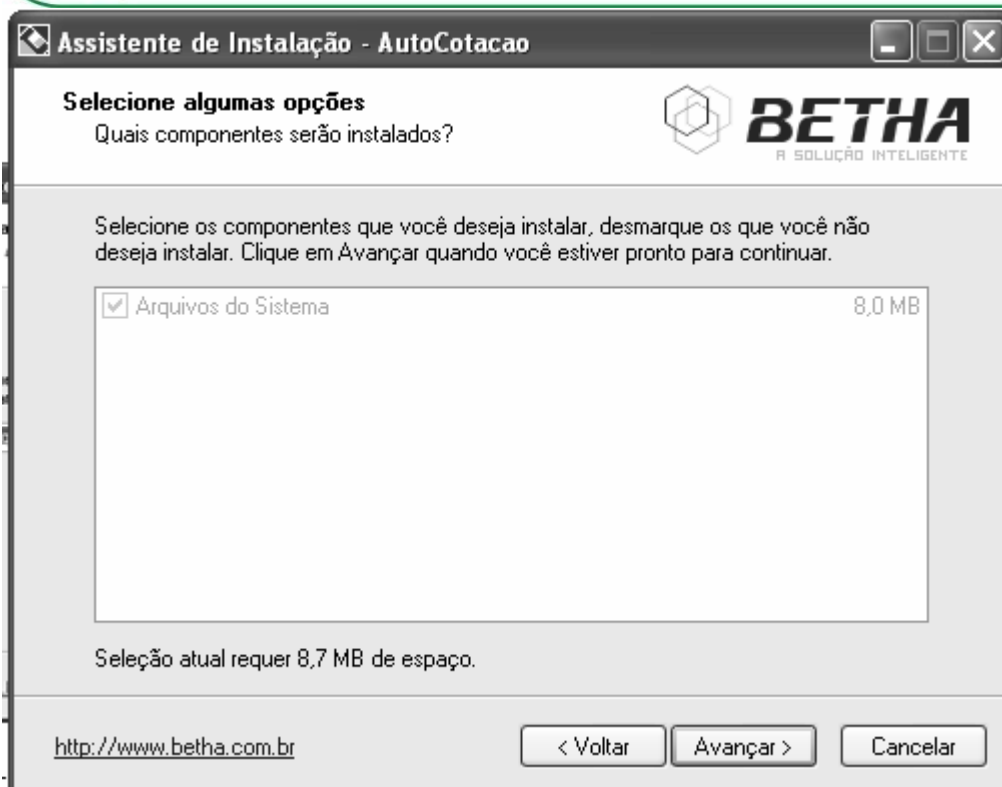 Assistente de Instalação - AutoCotacao
Selecione algumas opções
Quais componentes serão instalados?
BETHA
A SOLUÇÃO INTELIGENTE
Selecione os componentes que você deseja instalar, desmarque os que você não
deseja instalar. Clique em Avançar quando você estiver pronto para continuar.
Arquivos do Sistema 8,0 MB
Seleção atual requer 8,7 MB de espaço.
http://www.betha.com.br < Voltar Avançar > Cancelar